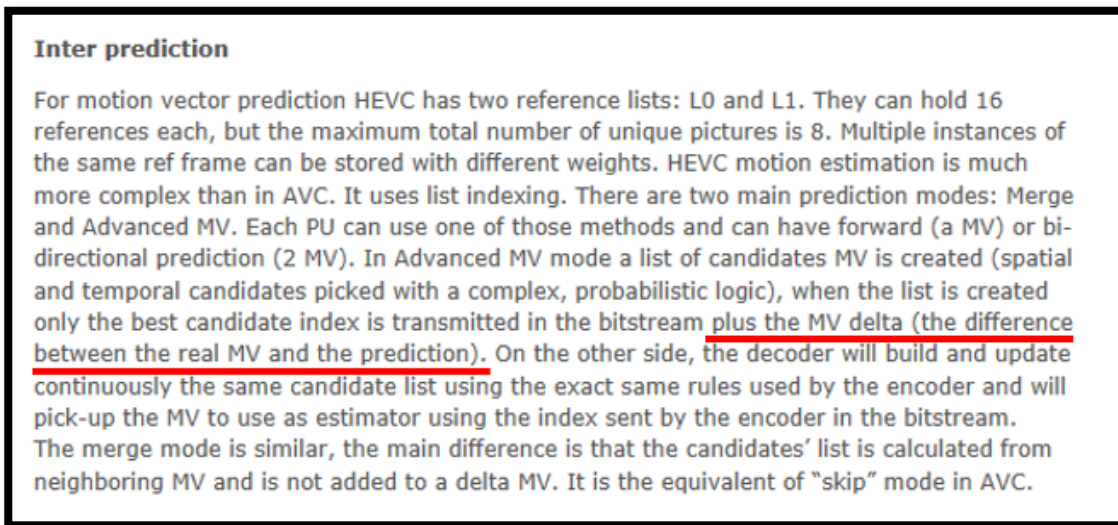 Inter prediction
For motion vector prediction HEVC has two reference lists: L0 and L1. They can hold 16
references each, but the maximum total number of unique pictures is 8. Multiple instances of
the same ref frame can be stored with different weights. HEVC motion estimation is much
more complex than in AVC. It uses list indexing. There are two main prediction modes: Merge
and Advanced MV. Each PU can use one of those methods and can have forward (a MV) or bi-
directional prediction (2 MV). In Advanced MV mode a list of candidates MV is created (spatial
and temporal candidates picked with a complex, probabilistic logic), when the list is created
only the best candidate index is transmitted in the bitstream plus the MV delta (the difference
between the real MV and the prediction). On the other side, the decoder will build and update
continuously the same candidate list using the exact same rules used by the encoder and will
pick-up the MV to use as estimator using the index sent by the encoder in the bitstream.
The merge mode is similar, the main difference is that the candidates’ list is calculated from
neighboring MV and is not added to a delta MV. It is the equivalent of “skip” mode in AVC.